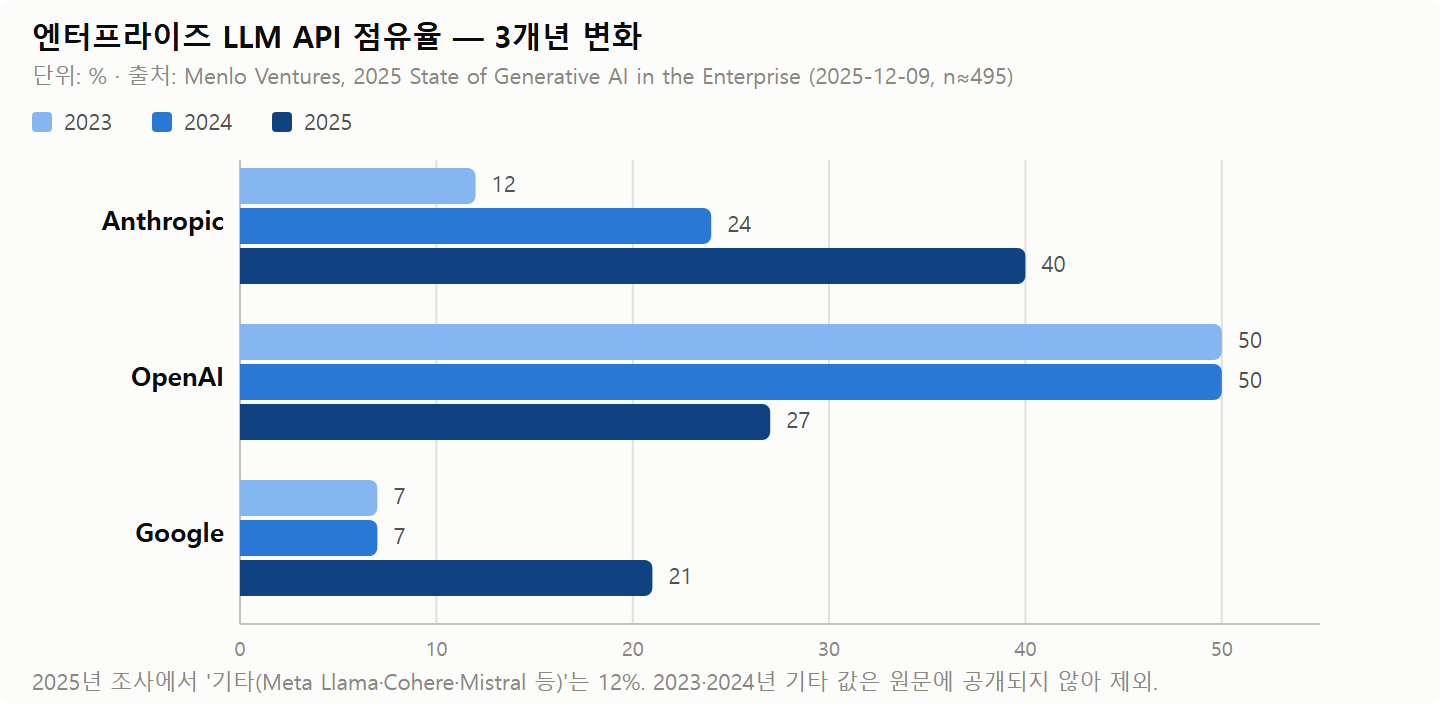 엔터프라이즈 LLM API 점유율 — 3개년 변화
단위: % · 출처: Menlo Ventures, 2025 State of Generative AI in the Enterprise (2025-12-09, n≈495)
2023 2024 2025
12
Anthropic 24
40
50
OpenAI 50
27
7
Google 7
21
0 10 20 30 40 50
2025년 조사에서 '기타(Meta Llama·Cohere·Mistral 등)'는 12%. 2023·2024년 기타 값은 원문에 공개되지 않아 제외.